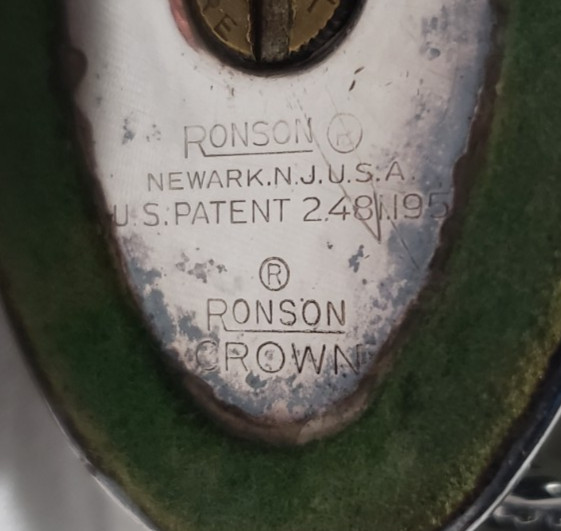 RONSON ®
NEWARK.N.J.U.S.A.
U.S.PATENT 2.481.195
®
RONSON
CROWN